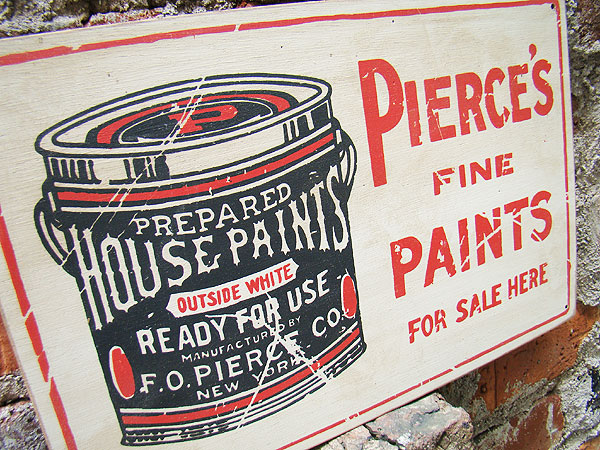 P
PREPARED
HOUSE PAINTS
OUTSIDE WHITE
READY FOR USE
MANUFACTURED BY
F.O. PIERCE. CO.
NEW YORK.
PIERCE'S
FINE
PAINTS
FOR SALE HERE